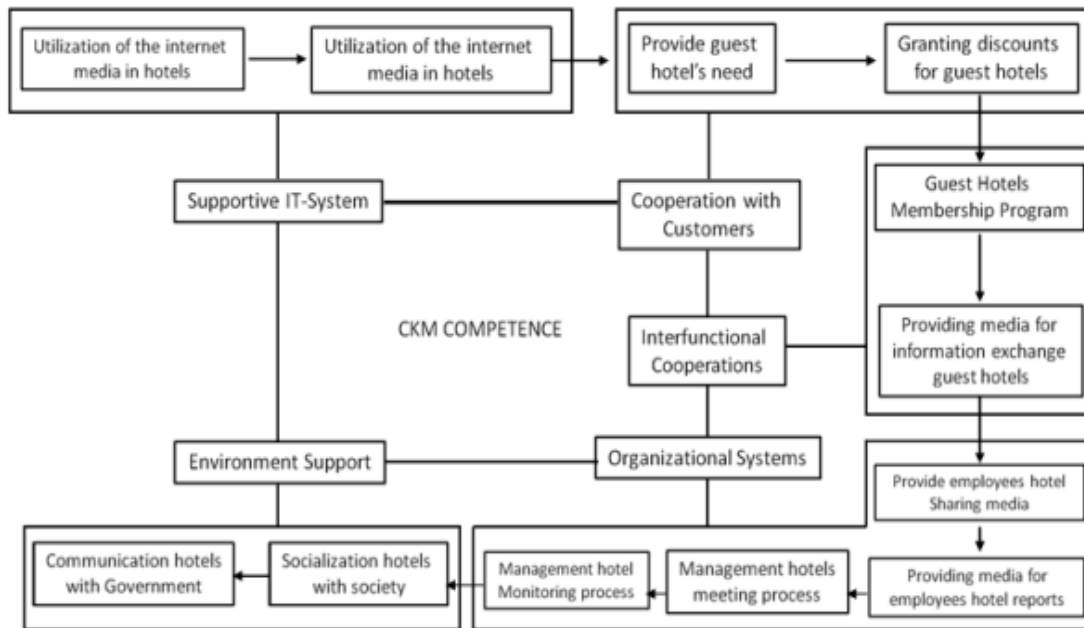 Utilization of the internet
media in hotels
Utilization of the internet
media in hotels
Provide guest
hotel's need
Granting discounts
for guest hotels
Supportive IT-System
Cooperation with
Customers
Guest Hotels
Membership Program
CKM COMPETENCE
Interfunctional
Cooperations
Providing media for
information exchange
guest hotels
Environment Support
Organizational Systems
Provide employees hotel
Sharing media
Communication hotels
with Government
Socialization hotels
with society
Management hotel
Monitoring process
Management hotels
meeting process
Providing media for
employees hotel reports